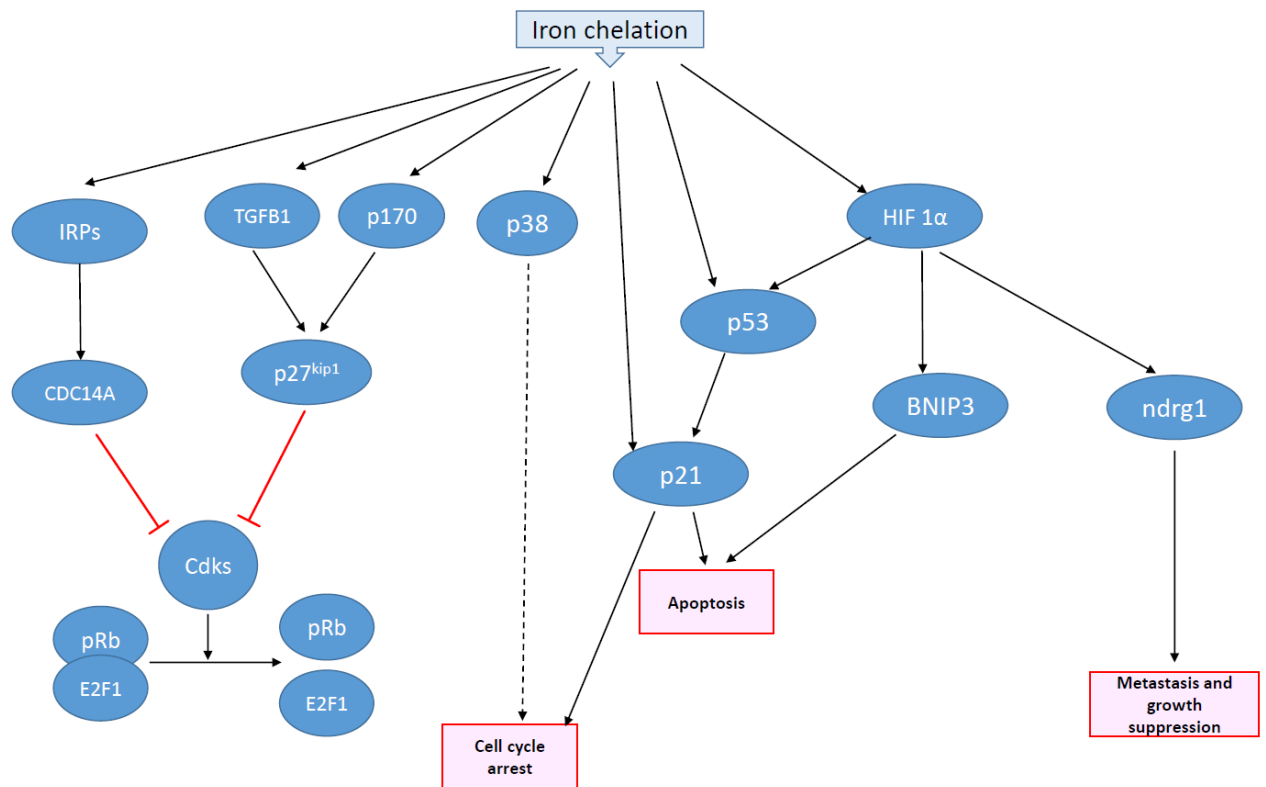 Iron chelation
IRPs
TGFB1
p170
p38
HIF 1α
p53
CDC14A
p27kip1
BNIP3
ndrg1
p21
Cdks
Apoptosis
pRb
E2F1
pRb
E2F1
Cell cycle
arrest
Metastasis and
growth
suppression